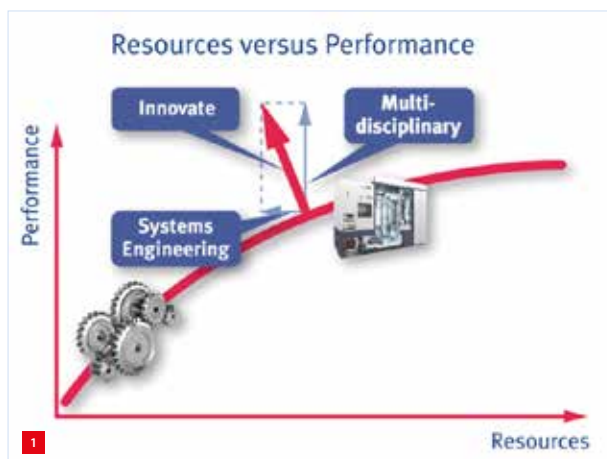 Resources versus Performance
Innovate
Multi-
disciplinary
Performance
Systems
Engineering
1
Resources